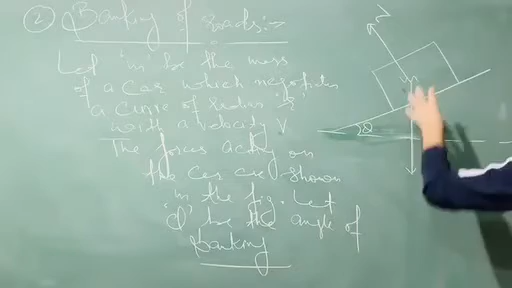 ② Banking of roads:-
Let 'm' be the mass
of a car which negotiates
a curve of radius 'r'
with a velocity V
The forces acting on
the car are shown
in the fig. Let
'θ' be the angle of
Banking
N
θ